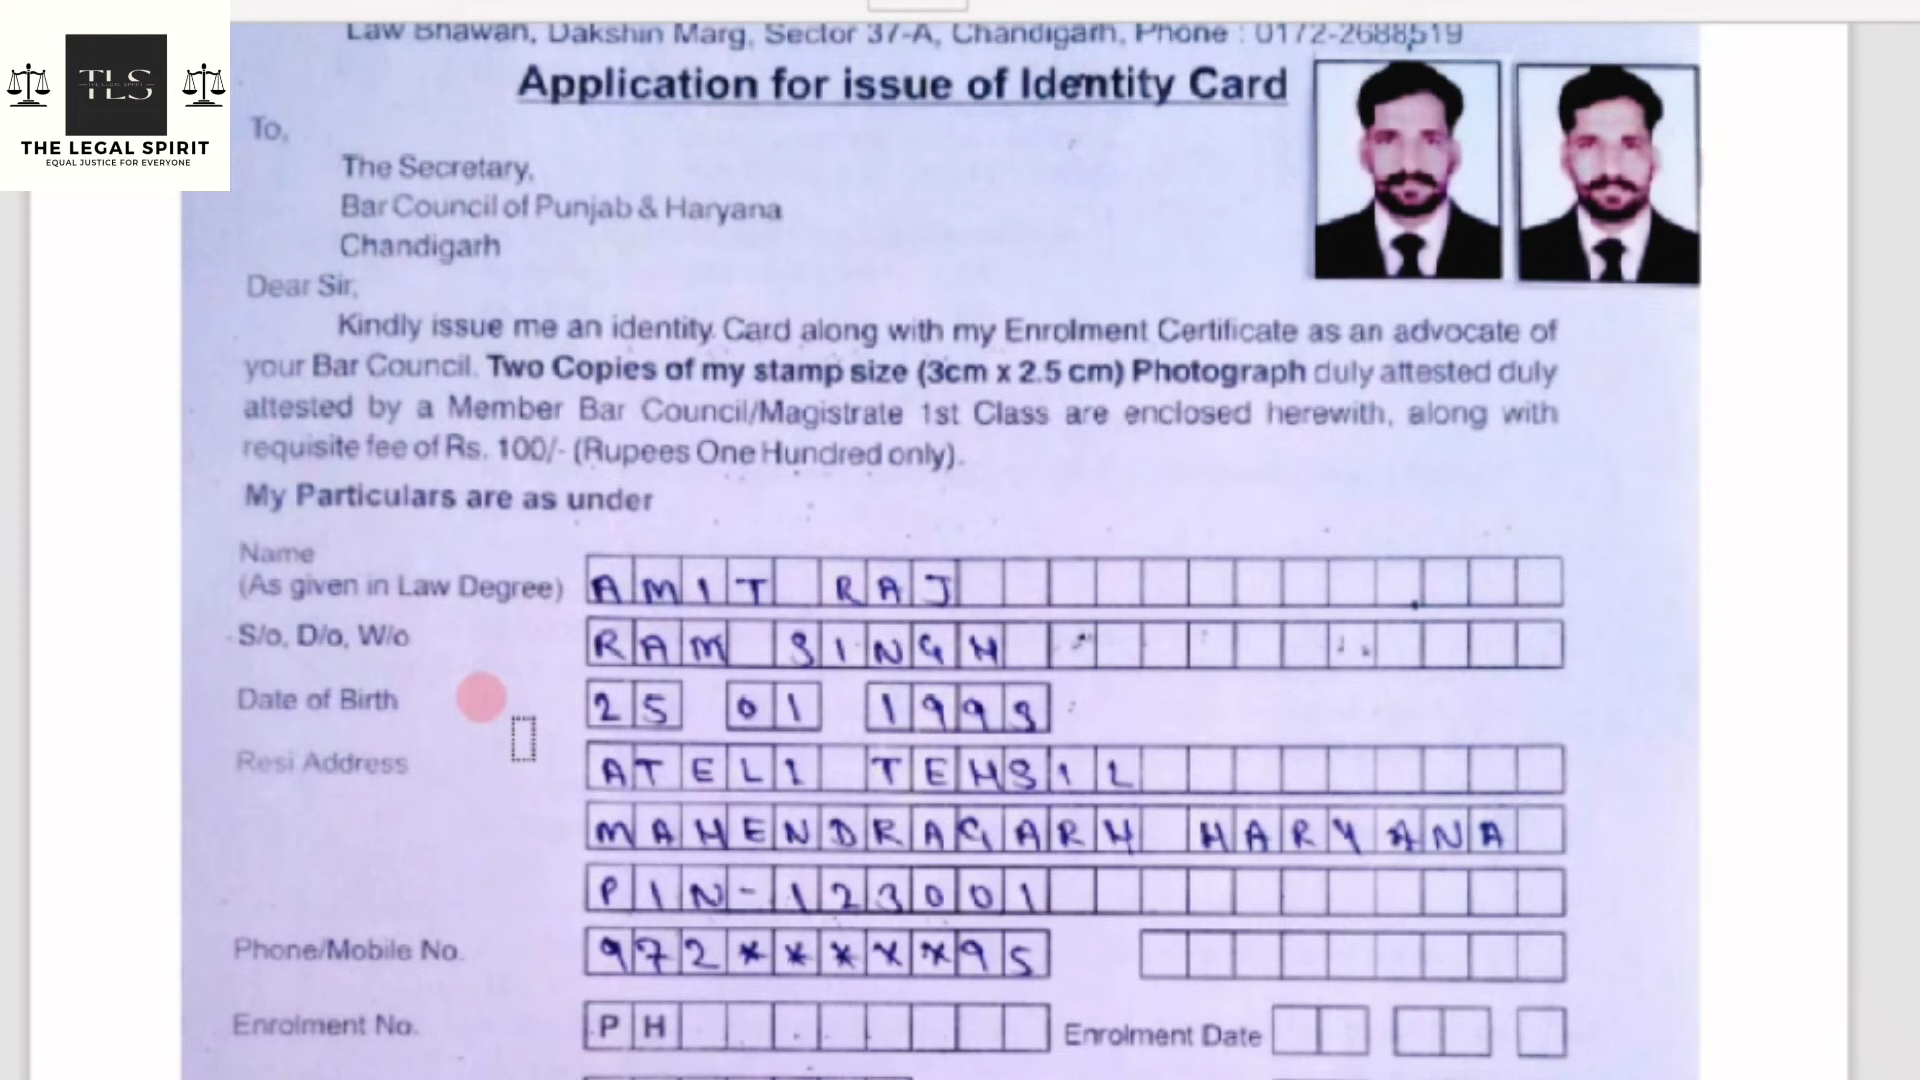 Law Bhawan, Dakshin Marg, Sector 37-A, Chandigarh, Phone : 0172-2688519
TLS
THE LEGAL SPIRIT
THE LEGAL SPIRIT
EQUAL JUSTICE FOR EVERYONE
Application for issue of Identity Card
To,
The Secretary,
Bar Council of Punjab & Haryana
Chandigarh
Dear Sir,
Kindly issue me an identity Card along with my Enrolment Certificate as an advocate of
your Bar Council. Two Copies of my stamp size (3cm x 2.5 cm) Photograph duly attested duly
attested by a Member Bar Council/Magistrate 1st Class are enclosed herewith, along with
requisite fee of Rs. 100/- (Rupees One Hundred only).
My Particulars are as under
Name
(As given in Law Degree) AMIT RAJ
S/o, D/o, W/o RAM SINGH
Date of Birth 25 01 1993
Resi Address ATELI TEHSIL
MAHENDRAGARH HARYANA
PIN-123001
Phone/Mobile No. 972*****95
Enrolment No. PH Enrolment Date